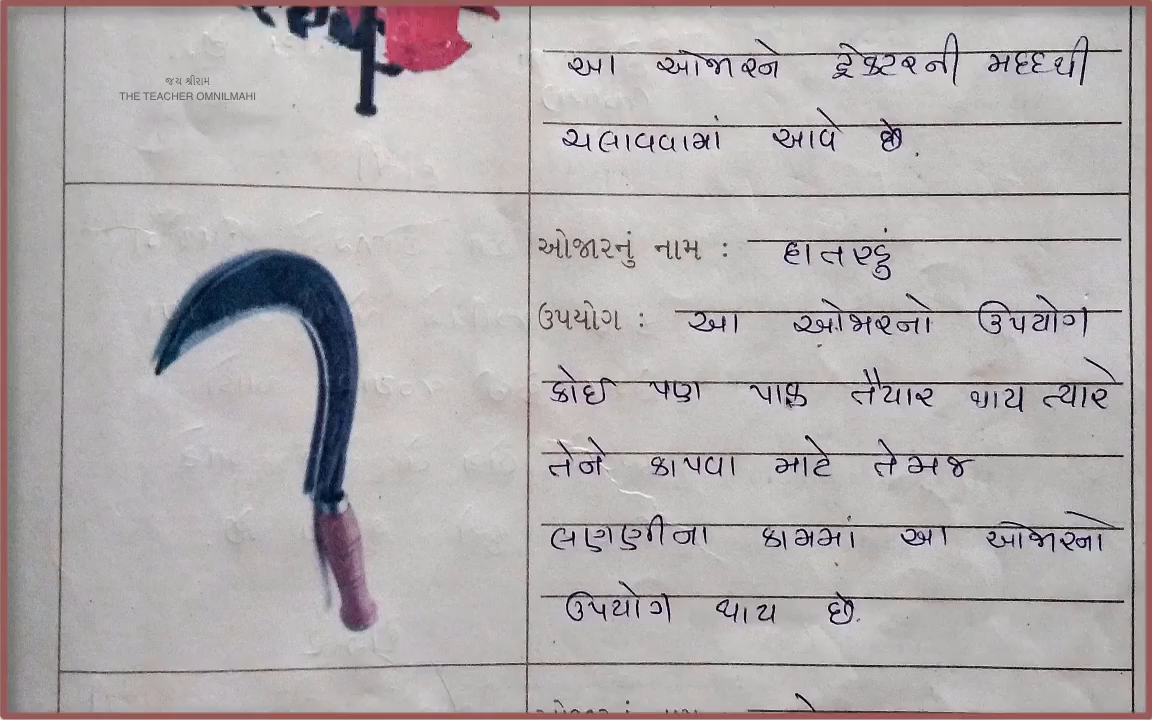 જય શ્રીરામ
THE TEACHER OMNILMAHI
આ ઓજારને ટ્રેક્ટરની મદદથી
ચલાવવામાં આવે છે.
ઓજારનું નામ : દાતરડું
ઉપયોગ : આ ઓજારનો ઉપયોગ
કોઈ પણ પાક તૈયાર થાય ત્યારે
તેને કાપવા માટે તેમજ
લણણીના કામમાં આ ઓજારનો
ઉપયોગ થાય છે.